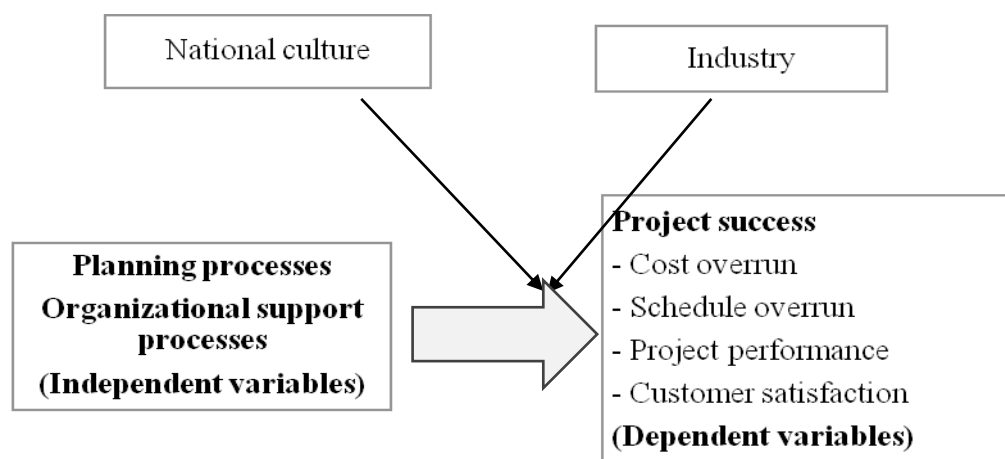 National culture
Industry
Planning processes
Organizational support
processes
(Independent variables)
Project success
- Cost overrun
- Schedule overrun
- Project performance
- Customer satisfaction
(Dependent variables)